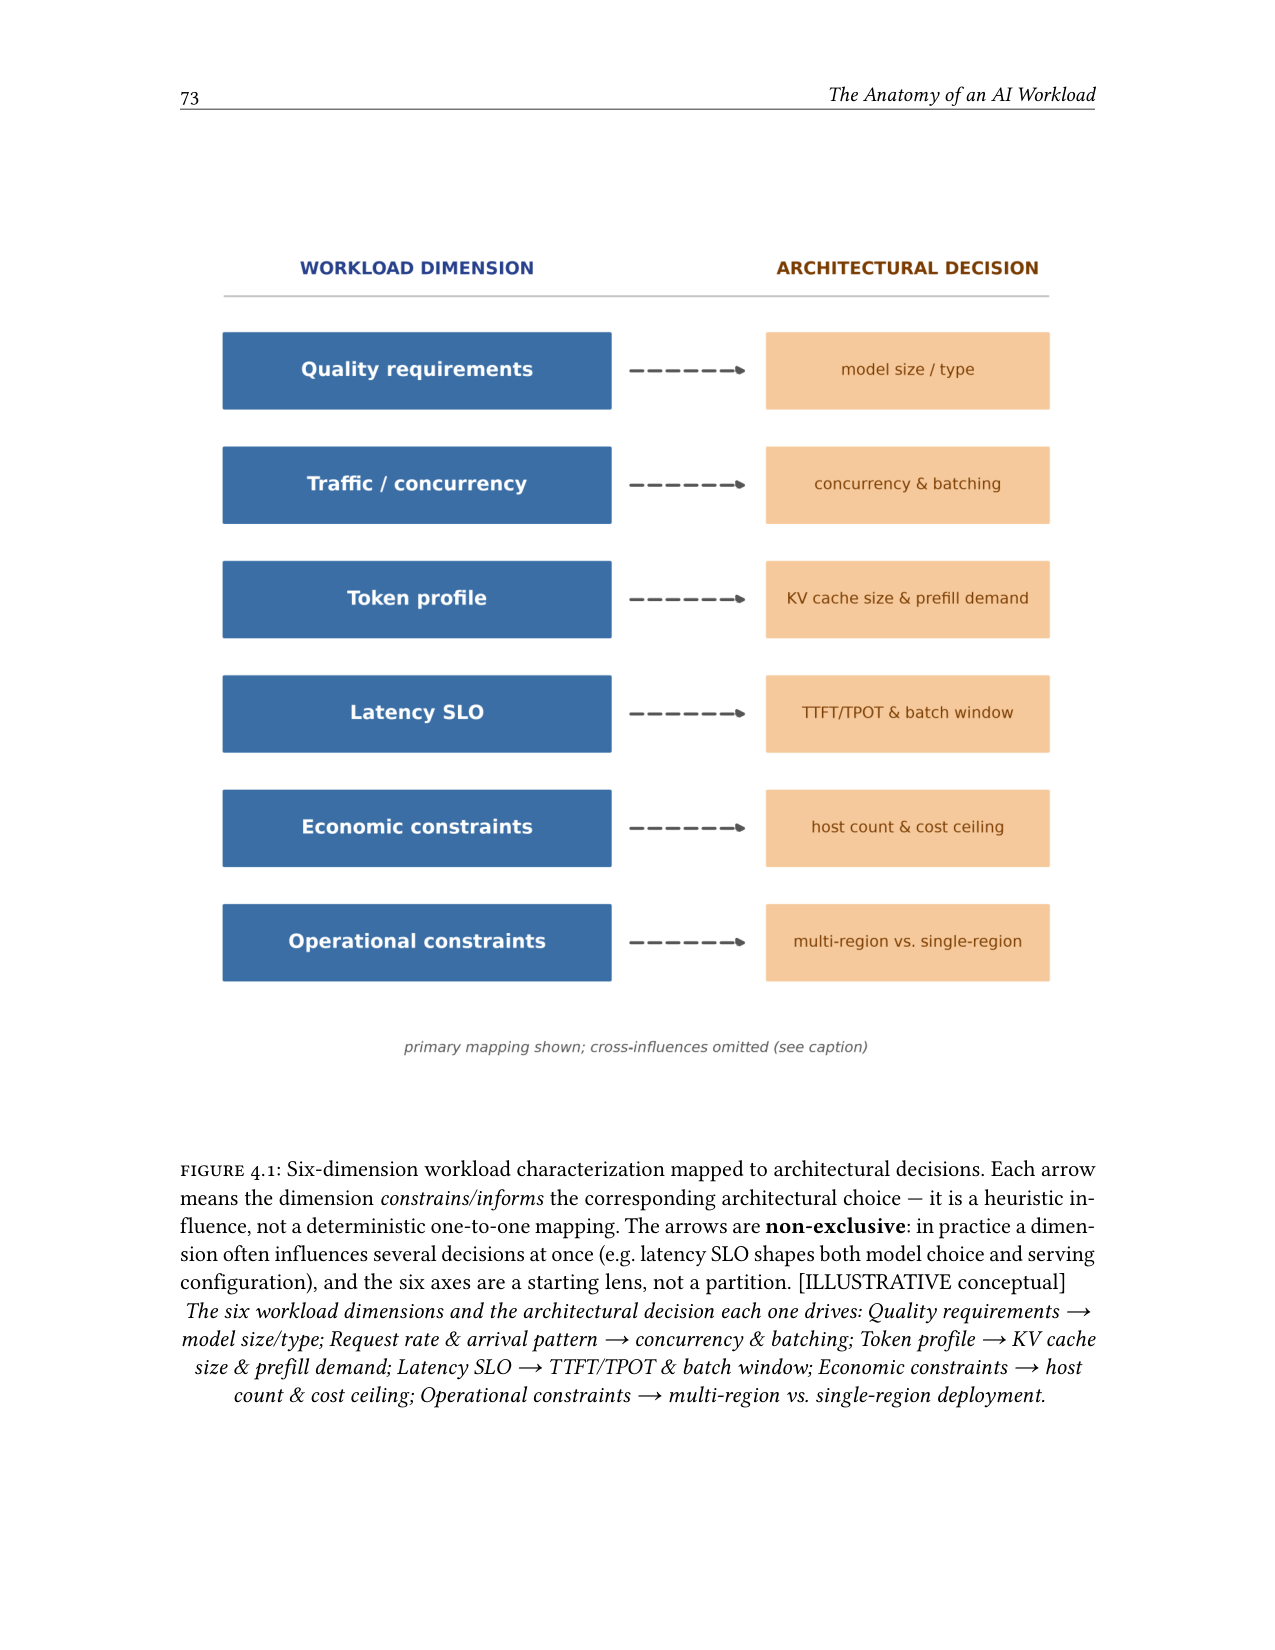 73
The Anatomy of an AI Workload
WORKLOAD DIMENSION
ARCHITECTURAL DECISION
Quality requirements
model size / type
Traffic / concurrency
concurrency & batching
Token profile
KV cache size & prefill demand
Latency SLO
TTFT/TPOT & batch window
Economic constraints
host count & cost ceiling
Operational constraints
multi-region vs. single-region
primary mapping shown; cross-influences omitted (see caption)
FIGURE 4.1: Six-dimension workload characterization mapped to architectural decisions. Each arrow
means the dimension constrains/informs the corresponding architectural choice — it is a heuristic in-
fluence, not a deterministic one-to-one mapping. The arrows are non-exclusive: in practice a dimen-
sion often influences several decisions at once (e.g. latency SLO shapes both model choice and serving
configuration), and the six axes are a starting lens, not a partition. [ILLUSTRATIVE conceptual]
The six workload dimensions and the architectural decision each one drives: Quality requirements →
model size/type; Request rate & arrival pattern → concurrency & batching; Token profile → KV cache
size & prefill demand; Latency SLO → TTFT/TPOT & batch window; Economic constraints → host
count & cost ceiling; Operational constraints → multi-region vs. single-region deployment.